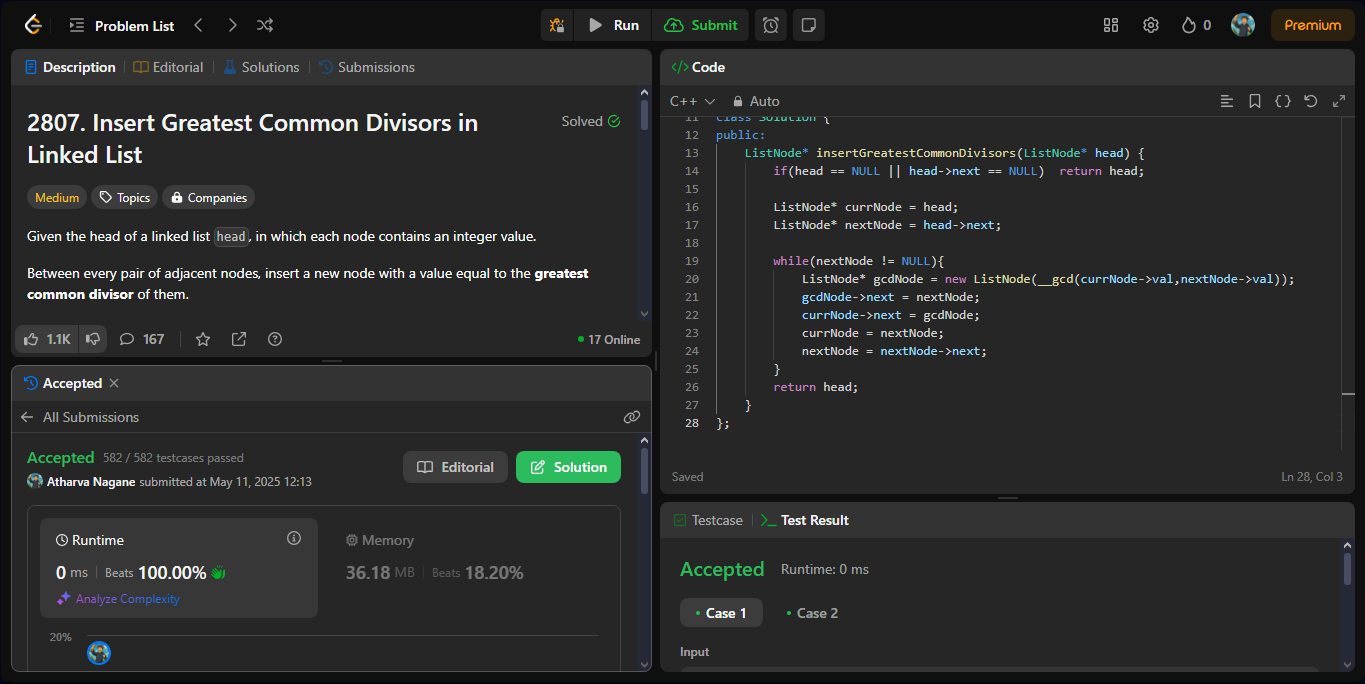 Problem List
Run
Submit
0
Premium
Description
Editorial
Solutions
Submissions
2807. Insert Greatest Common Divisors in
Linked List
Solved
Medium
Topics
Companies
Given the head of a linked list head, in which each node contains an integer value.
Between every pair of adjacent nodes, insert a new node with a value equal to the greatest
common divisor of them.
1.1K
167
17 Online
Accepted
All Submissions
Accepted 582 / 582 testcases passed
Atharva Nagane submitted at May 11, 2025 12:13
Editorial
Solution
Runtime
0 ms Beats 100.00%
Analyze Complexity
Memory
36.18 MB Beats 18.20%
20%
</> Code
C++
Auto
11 class Solution {
12 public:
13 ListNode* insertGreatestCommonDivisors(ListNode* head) {
14 if(head == NULL || head->next == NULL) return head;
15
16 ListNode* currNode = head;
17 ListNode* nextNode = head->next;
18
19 while(nextNode != NULL){
20 ListNode* gcdNode = new ListNode(__gcd(currNode->val,nextNode->val));
21 gcdNode->next = nextNode;
22 currNode->next = gcdNode;
23 currNode = nextNode;
24 nextNode = nextNode->next;
25 }
26 return head;
27 }
28 };
Saved
Ln 28, Col 3
Testcase
Test Result
Accepted Runtime: 0 ms
Case 1
Case 2
Input